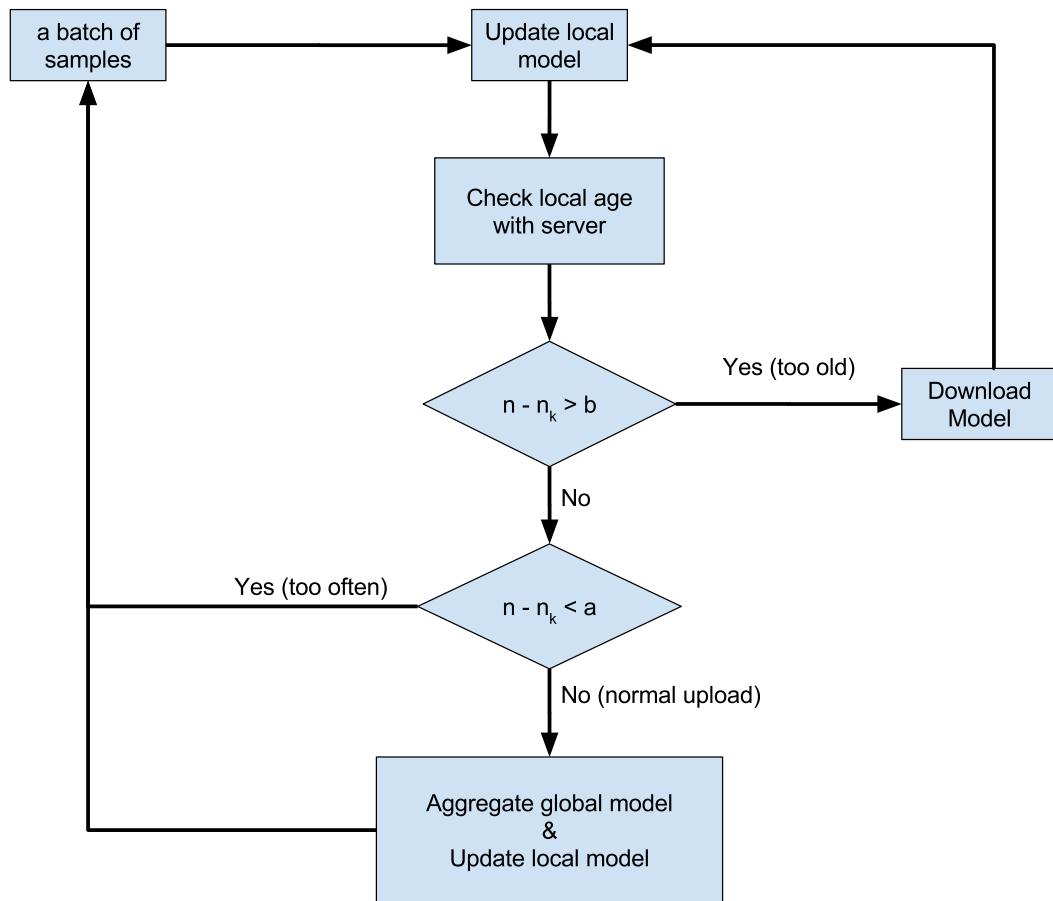 a batch of
samples
Update local
model
Check local age
with server
n - nₖ > b
Yes (too old)
Download
Model
No
Yes (too often)
n - nₖ < a
No (normal upload)
Aggregate global model
&
Update local model